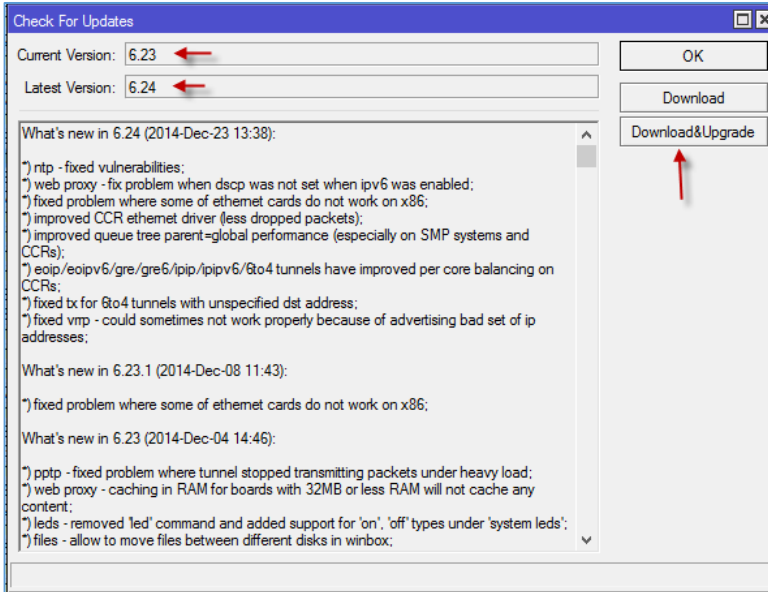 Check For Updates
Current Version: 6.23
OK
Latest Version: 6.24
Download
Download&Upgrade
What's new in 6.24 (2014-Dec-23 13:38):
*) ntp - fixed vulnerabilities;
*) web proxy - fix problem when dscp was not set when ipv6 was enabled;
*) fixed problem where some of ethernet cards do not work on x86;
*) improved CCR ethernet driver (less dropped packets);
*) improved queue tree parent=global performance (especially on SMP systems and
CCRs);
*) eoip/eoipv6/gre/gre6/ipip/ipipv6/6to4 tunnels have improved per core balancing on
CCRs;
*) fixed tx for 6to4 tunnels with unspecified dst address;
*) fixed vrrp - could sometimes not work properly because of advertising bad set of ip
addresses;
What's new in 6.23.1 (2014-Dec-08 11:43):
*) fixed problem where some of ethernet cards do not work on x86;
What's new in 6.23 (2014-Dec-04 14:46):
*) pptp - fixed problem where tunnel stopped transmitting packets under heavy load;
*) web proxy - caching in RAM for boards with 32MB or less RAM will not cache any
content;
*) leds - removed 'led' command and added support for 'on', 'off' types under 'system leds';
*) files - allow to move files between different disks in winbox;